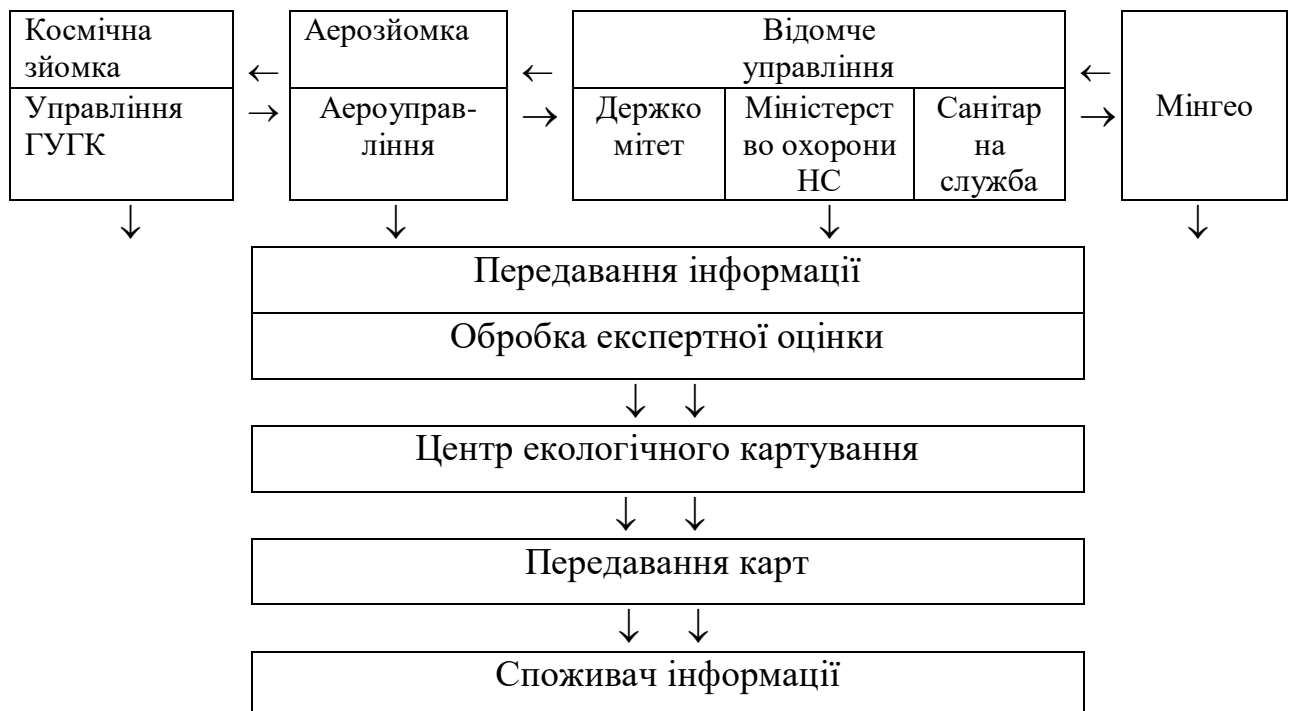 Космічна
зйомка
Управління
ГУГК
Аерозйомка
Аероуправ-
ління
Відомче
управління
Держко
мітет
Міністерст
во охорони
НС
Санітар
на
служба
Мінгео
Передавання інформації
Обробка експертної оцінки
Центр екологічного картування
Передавання карт
Споживач інформації